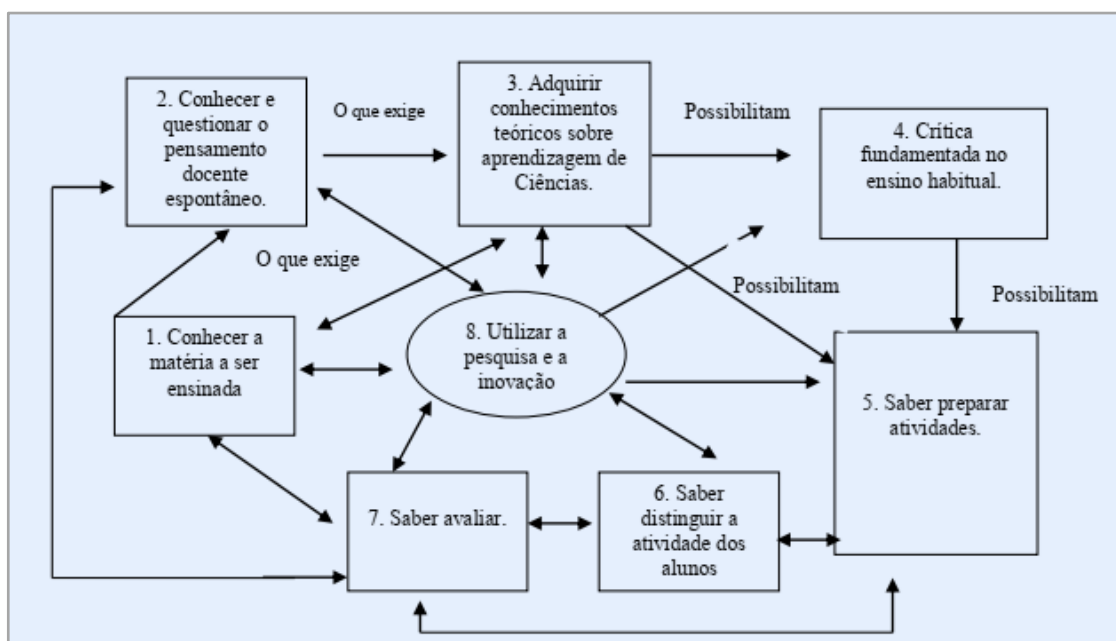 2. Conhecer e
questionar o
pensamento
docente
espontâneo.
O que exige
3. Adquirir
conhecimentos
teóricos sobre
aprendizagem de
Ciências.
Possibilitam
4. Crítica
fundamentada no
ensino habitual.
O que exige
Possibilitam
Possibilitam
1. Conhecer a
matéria a ser
ensinada
8. Utilizar a
pesquisa e a
inovação
5. Saber preparar
atividades.
7. Saber avaliar.
6. Saber
distinguir a
atividade dos
alunos